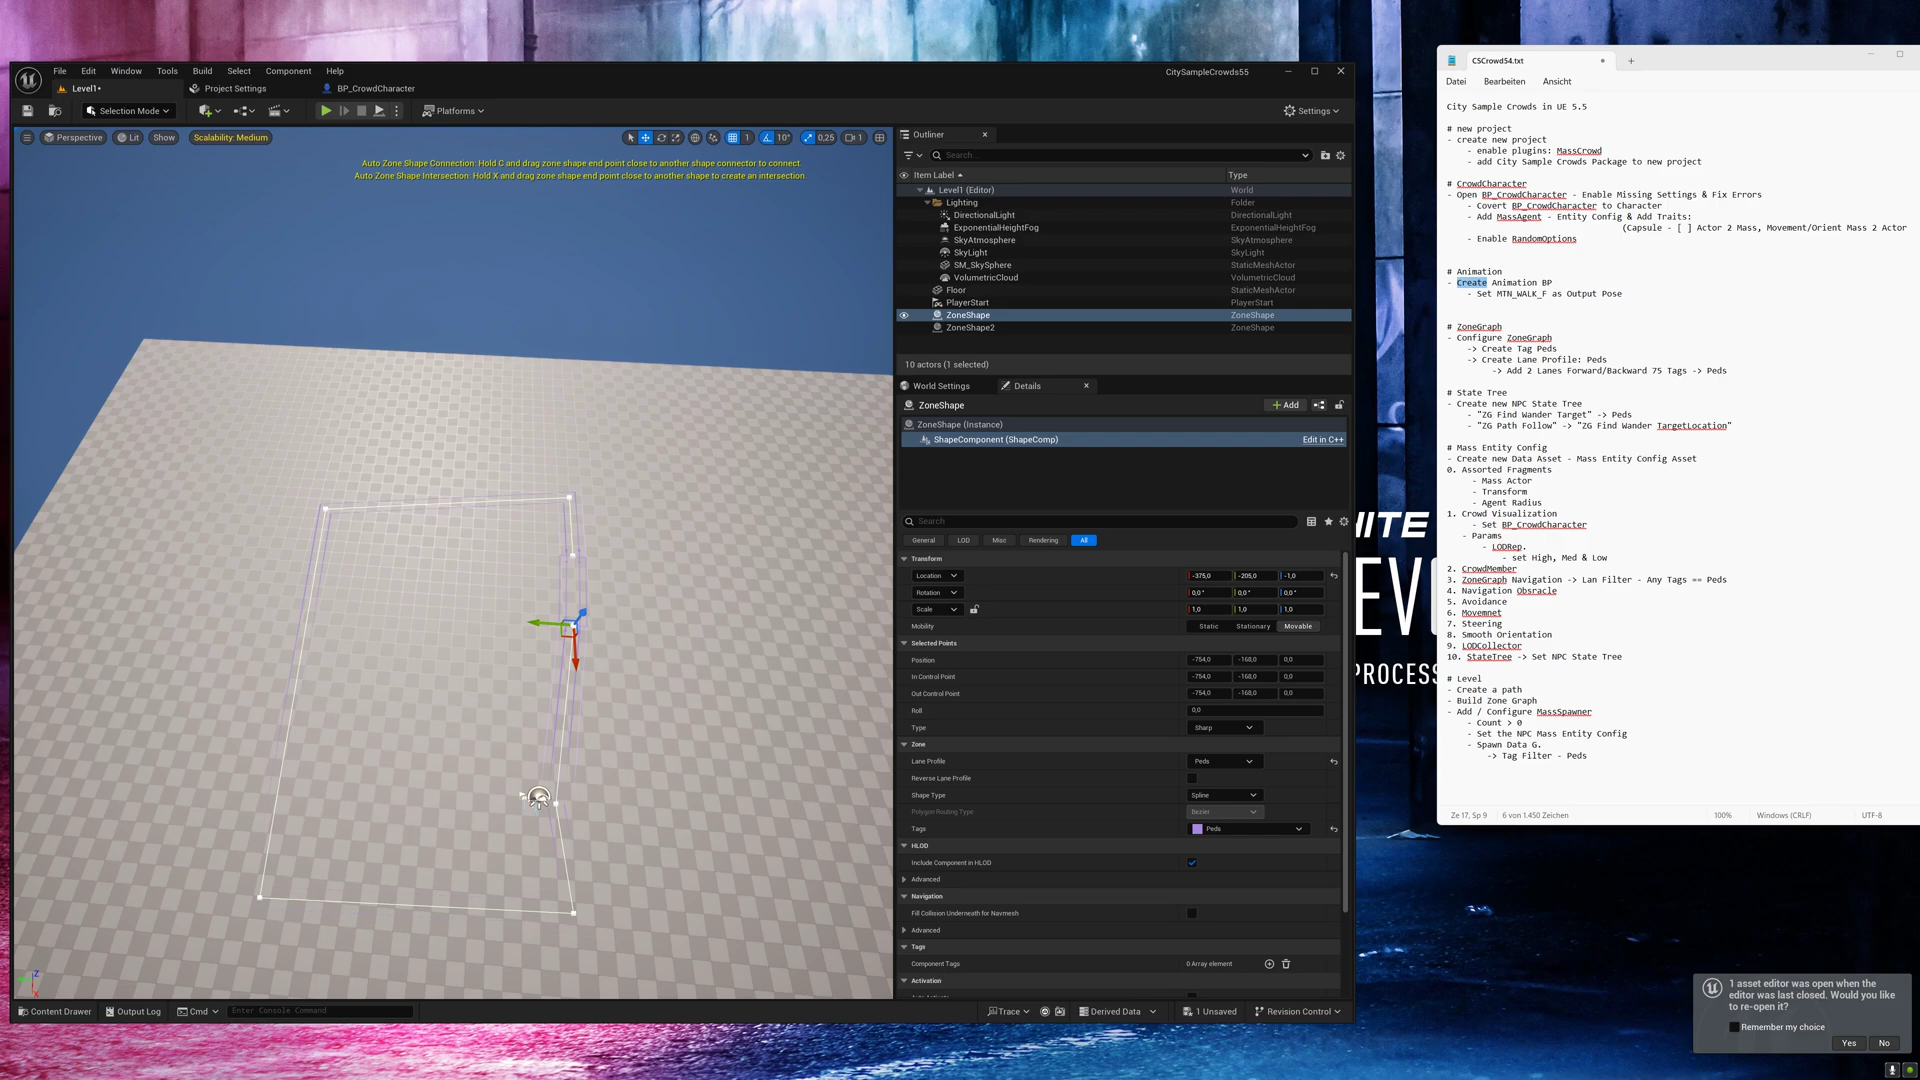 File Edit Window Tools Build Select Component Help
CitySampleCrowds55
Level1*
Project Settings
BP_CrowdCharacter
Selection Mode
Platforms
Settings
Perspective
Lit
Show
Scalability: Medium
1
10°
0,25
1
Auto Zone Shape Connection: Hold C and drag zone shape end point close to another shape connector to connect.
Auto Zone Shape Intersection: Hold X and drag zone shape end point close to another shape to create an intersection.
Outliner
Search...
Item Label Type
Level1 (Editor) World
Lighting Folder
DirectionalLight DirectionalLight
ExponentialHeightFog ExponentialHeightFog
SkyAtmosphere SkyAtmosphere
SkyLight SkyLight
SM_SkySphere StaticMeshActor
VolumetricCloud VolumetricCloud
Floor StaticMeshActor
PlayerStart PlayerStart
ZoneShape ZoneShape
ZoneShape2 ZoneShape
10 actors (1 selected)
World Settings
Details
ZoneShape
Add
ZoneShape (Instance)
ShapeComponent (ShapeComp) Edit in C++
Search
General LOD Misc Rendering All
Transform
Location -375,0 -205,0 -1,0
Rotation 0,0° 0,0° 0,0°
Scale 1,0 1,0 1,0
Mobility Static Stationary Movable
Selected Points
Position -754,0 -168,0 0,0
In Control Point -754,0 -168,0 0,0
Out Control Point -754,0 -168,0 0,0
Roll 0,0
Type Sharp
Zone
Lane Profile Peds
Reverse Lane Profile
Shape Type Spline
Polygon Routing Type Bezier
Tags Peds
HLOD
Include Component in HLOD
Advanced
Navigation
Fill Collision Underneath for Navmesh
Advanced
Tags
Component Tags 0 Array element
Activation
Z
X
Content Drawer
Output Log
Cmd
Enter Console Command
Trace
Derived Data
1 Unsaved
Revision Control
CSCrowd54.txt
Datei Bearbeiten Ansicht
City Sample Crowds in UE 5.5
# new project
- create new project
- enable plugins: MassCrowd
- add City Sample Crowds Package to new project
# CrowdCharacter
- Open BP_CrowdCharacter - Enable Missing Settings & Fix Errors
- Covert BP_CrowdCharacter to Character
- Add MassAgent - Entity Config & Add Traits:
(Capsule - [ ] Actor 2 Mass, Movement/Orient Mass 2 Actor
- Enable RandomOptions
# Animation
- Create Animation BP
- Set MTN_WALK_F as Output Pose
# ZoneGraph
- Configure ZoneGraph
-> Create Tag Peds
-> Create Lane Profile: Peds
-> Add 2 Lanes Forward/Backward 75 Tags -> Peds
# State Tree
- Create new NPC State Tree
- "ZG Find Wander Target" -> Peds
- "ZG Path Follow" -> "ZG Find Wander TargetLocation"
# Mass Entity Config
- Create new Data Asset - Mass Entity Config Asset
0. Assorted Fragments
- Mass Actor
- Transform
- Agent Radius
1. Crowd Visualization
- Set BP_CrowdCharacter
- Params
- LODRep.
- set High, Med & Low
2. CrowdMember
3. ZoneGraph Navigation -> Lan Filter - Any Tags == Peds
4. Navigation Obsracle
5. Avoidance
6. Movemnet
7. Steering
8. Smooth Orientation
9. LODCollector
10. StateTree -> Set NPC State Tree
# Level
- Create a path
- Build Zone Graph
- Add / Configure MassSpawner
- Count > 0
- Set the NPC Mass Entity Config
- Spawn Data G.
-> Tag Filter - Peds
Ze 17, Sp 9 6 von 1.450 Zeichen 100% Windows (CRLF) UTF-8
PROCESS
1 asset editor was open when the
editor was last closed. Would you like
to re-open it?
Remember my choice
Yes No